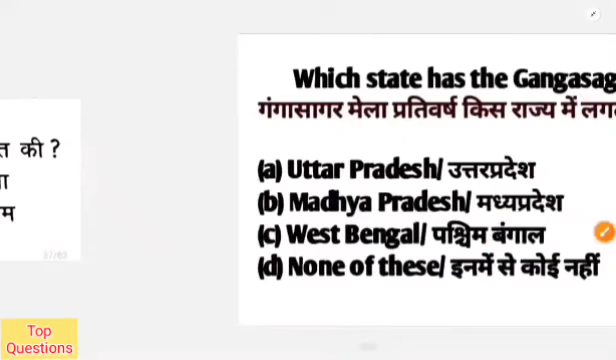 त की ?
ा
म
37/63
Which state has the Gangasag
गंगासागर मेला प्रतिवर्ष किस राज्य में लग
(a) Uttar Pradesh/ उत्तरप्रदेश
(b) Madhya Pradesh/ मध्यप्रदेश
(c) West Bengal/ पश्चिम बंगाल
(d) None of these/ इनमें से कोई नहीं
Top
Questions